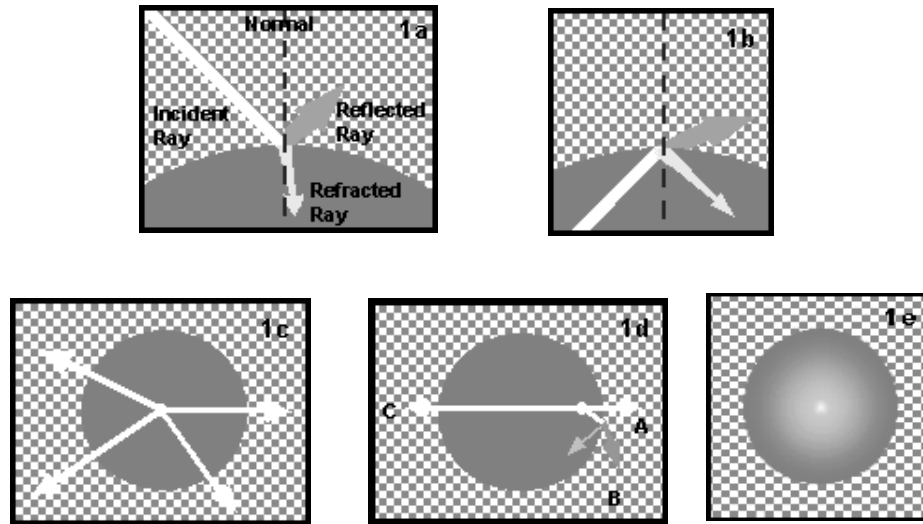 Normal
1a
Incident
Ray
Reflected
Ray
Refracted
Ray
1b
1c
1d
C
A
B
1e